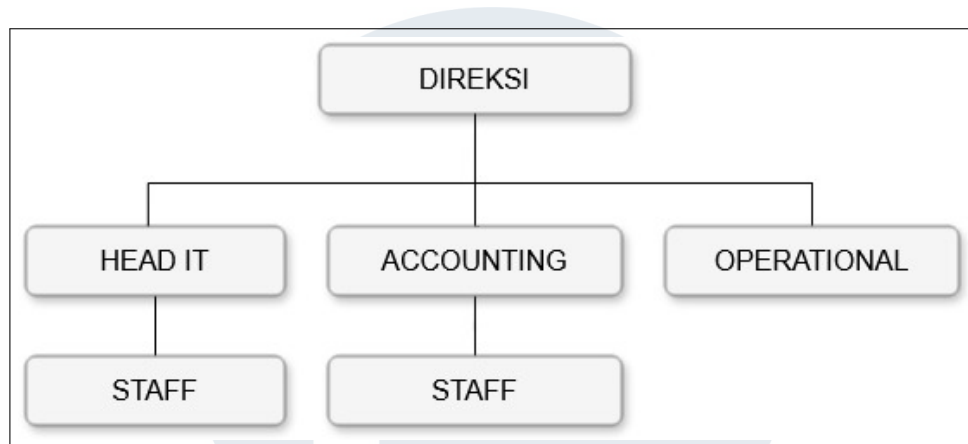 DIREKSI
HEAD IT
ACCOUNTING
OPERATIONAL
STAFF
STAFF